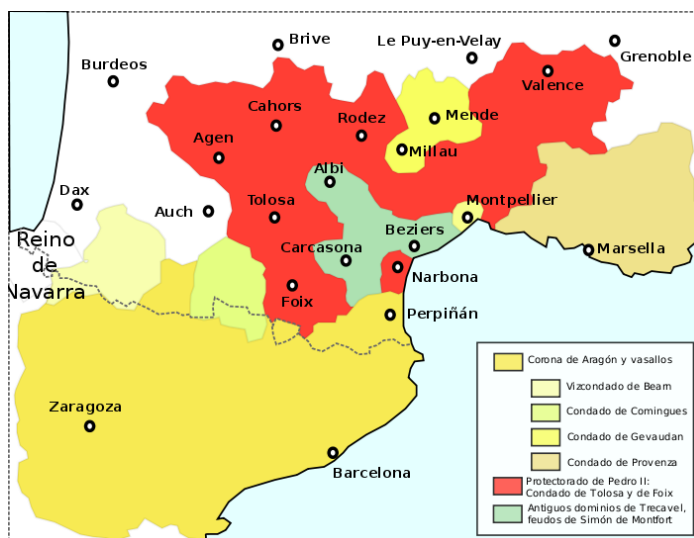 Brive
Le Puy-en-Velay
Grenoble
Burdeos
Valence
Cahors
Mende
Rodez
Agen
Millau
Albi
Dax
Auch
Tolosa
Montpellier
Beziers
Reino
de
Navarra
Carcasona
Marsella
Narbona
Foix
Perpiñán
Zaragoza
Barcelona
Corona de Aragón y vasallos
Vizcondado de Bearn
Condado de Comingues
Condado de Gevaudan
Condado de Provenza
Protectorado de Pedro II:
Condado de Tolosa y de Foix
Antiguos dominios de Trecavel,
feudos de Simón de Montfort